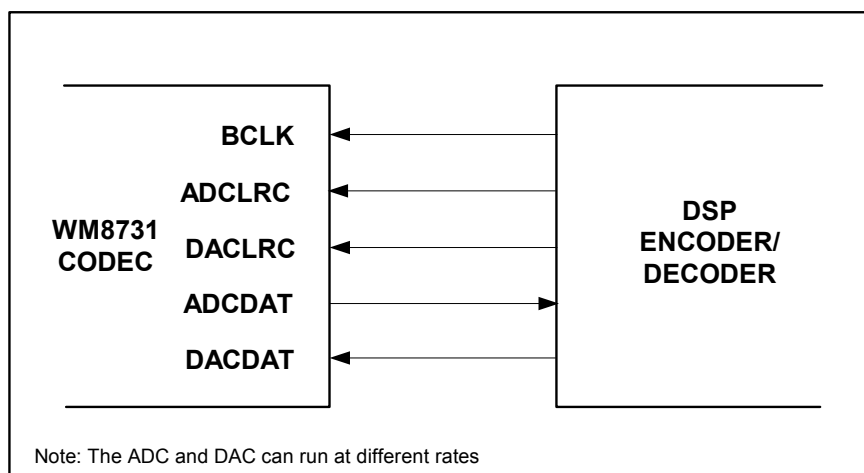 BCLK
ADCLRC
WM8731
CODEC
DACLRC
ADCDAT
DACDAT
DSP
ENCODER/
DECODER
Note: The ADC and DAC can run at different rates